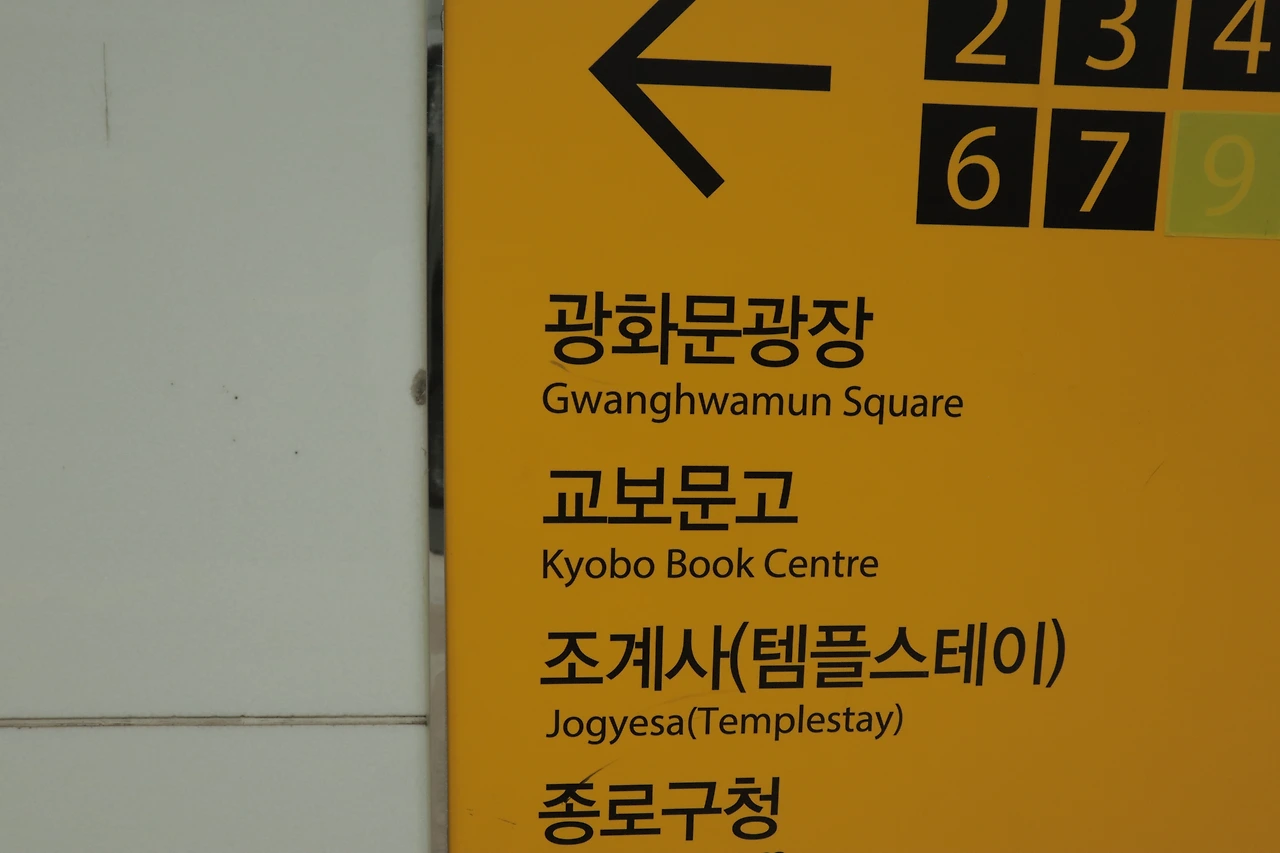 2 3 4
6 7 9
광화문광장
Gwanghwamun Square
교보문고
Kyobo Book Centre
조계사(템플스테이)
Jogyesa(Templestay)
종로구청